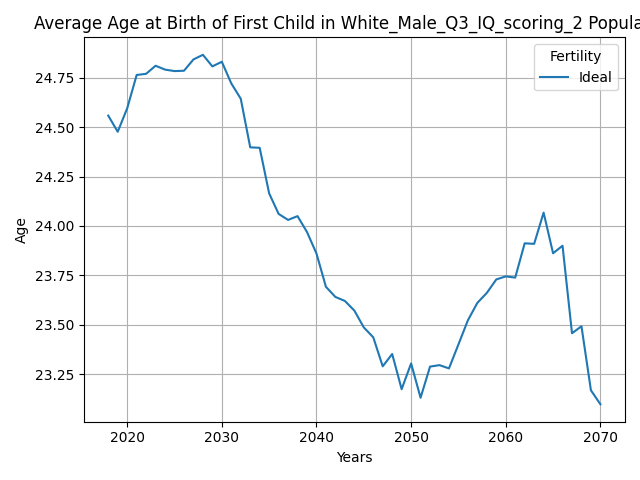 Average Age at Birth of First Child in White_Male_Q3_IQ_scoring_2 Popula
Fertility
Ideal
24.75
24.50
24.25
24.00
23.75
23.50
23.25
Age
2020 2030 2040 2050 2060 2070
Years